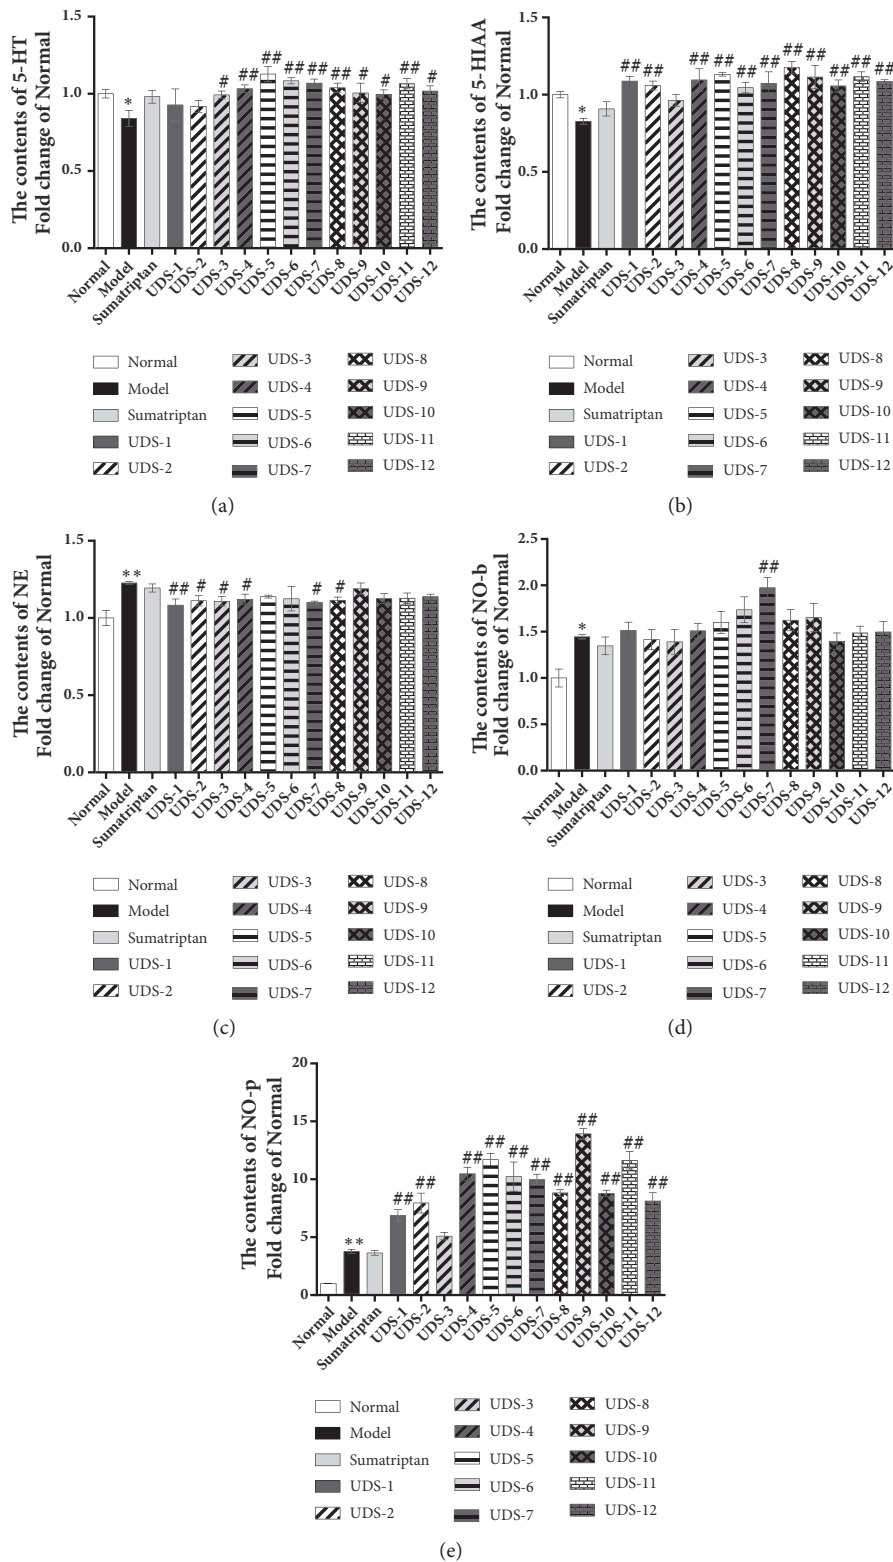 The contents of 5-HT
Fold change of Normal
1.5
1.0
0.5
0.0
*
#
##
##
##
##
##
#
#
##
#
Normal
Model
Sumatriptan
UDS-1
UDS-2
UDS-3
UDS-4
UDS-5
UDS-6
UDS-7
UDS-8
UDS-9
UDS-10
UDS-11
UDS-12
Normal
Model
Sumatriptan
UDS-1
UDS-2
UDS-3
UDS-4
UDS-5
UDS-6
UDS-7
UDS-8
UDS-9
UDS-10
UDS-11
UDS-12
(a)
The contents of 5-HIAA
Fold change of Normal
1.5
1.0
0.5
0.0
*
##
##
##
##
##
##
##
##
##
##
##
Normal
Model
Sumatriptan
UDS-1
UDS-2
UDS-3
UDS-4
UDS-5
UDS-6
UDS-7
UDS-8
UDS-9
UDS-10
UDS-11
UDS-12
Normal
Model
Sumatriptan
UDS-1
UDS-2
UDS-3
UDS-4
UDS-5
UDS-6
UDS-7
UDS-8
UDS-9
UDS-10
UDS-11
UDS-12
(b)
The contents of NE
Fold change of Normal
1.5
1.0
0.5
0.0
**
##
#
#
#
#
#
Normal
Model
Sumatriptan
UDS-1
UDS-2
UDS-3
UDS-4
UDS-5
UDS-6
UDS-7
UDS-8
UDS-9
UDS-10
UDS-11
UDS-12
Normal
Model
Sumatriptan
UDS-1
UDS-2
UDS-3
UDS-4
UDS-5
UDS-6
UDS-7
UDS-8
UDS-9
UDS-10
UDS-11
UDS-12
(c)
The contents of NO-b
Fold change of Normal
2.5
2.0
1.5
1.0
0.5
0.0
*
##
Normal
Model
Sumatriptan
UDS-1
UDS-2
UDS-3
UDS-4
UDS-5
UDS-6
UDS-7
UDS-8
UDS-9
UDS-10
UDS-11
UDS-12
Normal
Model
Sumatriptan
UDS-1
UDS-2
UDS-3
UDS-4
UDS-5
UDS-6
UDS-7
UDS-8
UDS-9
UDS-10
UDS-11
UDS-12
(d)
The contents of NO-p
Fold change of Normal
20
15
10
5
0
**
##
##
##
##
##
##
##
##
##
##
##
Normal
Model
Sumatriptan
UDS-1
UDS-2
UDS-3
UDS-4
UDS-5
UDS-6
UDS-7
UDS-8
UDS-9
UDS-10
UDS-11
UDS-12
Normal
Model
Sumatriptan
UDS-1
UDS-2
UDS-3
UDS-4
UDS-5
UDS-6
UDS-7
UDS-8
UDS-9
UDS-10
UDS-11
UDS-12
(e)